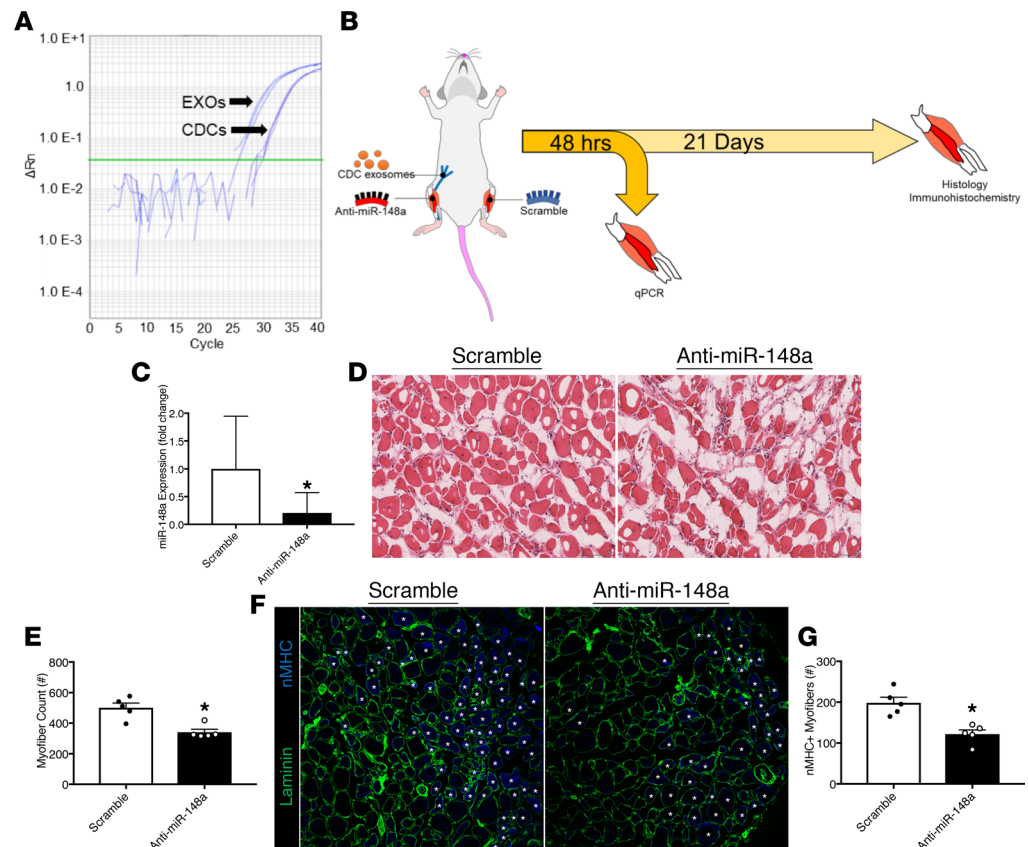 A
1.0 E+1
1.0
1.0 E-1
1.0 E-2
1.0 E-3
1.0 E-4
ΔRn
EXOs
CDCs
0 5 10 15 20 25 30 35 40
Cycle
B
CDC exosomes
Anti-miR-148a
Scramble
48 hrs
21 Days
qPCR
Histology
Immunohistochemistry
C
miR-148a Expression (fold change)
2.0
1.5
1.0
0.5
0.0
*
Scramble
Anti-miR-148a
D
Scramble
Anti-miR-148a
E
Myofiber Count (#)
800
600
400
200
0
*
Scramble
Anti-miR-148a
F
Scramble
Anti-miR-148a
Laminin
nMHC
G
nMHC+ Myofibers (#)
300
200
100
0
*
Scramble
Anti-miR-148a